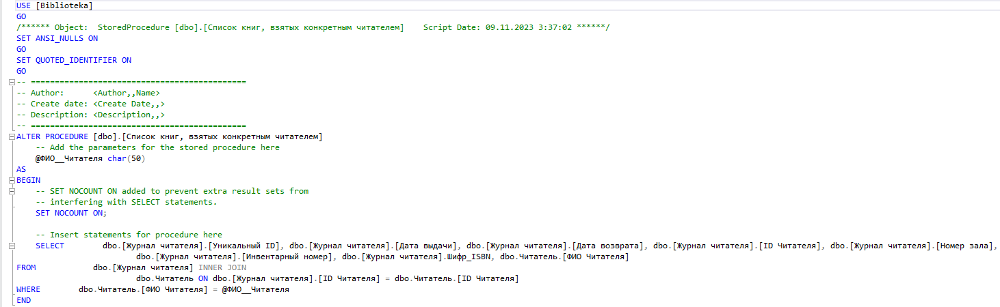 USE [Biblioteka]
GO
/****** Object:  StoredProcedure [dbo].[Список книг, взятых конкретным читателем]    Script Date: 09.11.2023 3:37:02 ******/
SET ANSI_NULLS ON
GO
SET QUOTED_IDENTIFIER ON
GO
-- =============================================
-- Author:      <Author,,Name>
-- Create date: <Create Date,,>
-- Description: <Description,,>
-- =============================================
ALTER PROCEDURE [dbo].[Список книг, взятых конкретным читателем]
    -- Add the parameters for the stored procedure here
    @ФИО__Читателя char(50)
AS
BEGIN
    -- SET NOCOUNT ON added to prevent extra result sets from
    -- interfering with SELECT statements.
    SET NOCOUNT ON;
    -- Insert statements for procedure here
    SELECT        dbo.[Журнал читателя].[Уникальный ID], dbo.[Журнал читателя].[Дата выдачи], dbo.[Журнал читателя].[Дата возврата], dbo.[Журнал читателя].[ID Читателя], dbo.[Журнал читателя].[Номер зала],
                         dbo.[Журнал читателя].[Инвентарный номер], dbo.[Журнал читателя].Шифр_ISBN, dbo.Читатель.[ФИО Читателя]
FROM            dbo.[Журнал читателя] INNER JOIN
                         dbo.Читатель ON dbo.[Журнал читателя].[ID Читателя] = dbo.Читатель.[ID Читателя]
WHERE        dbo.Читатель.[ФИО Читателя] = @ФИО__Читателя
END